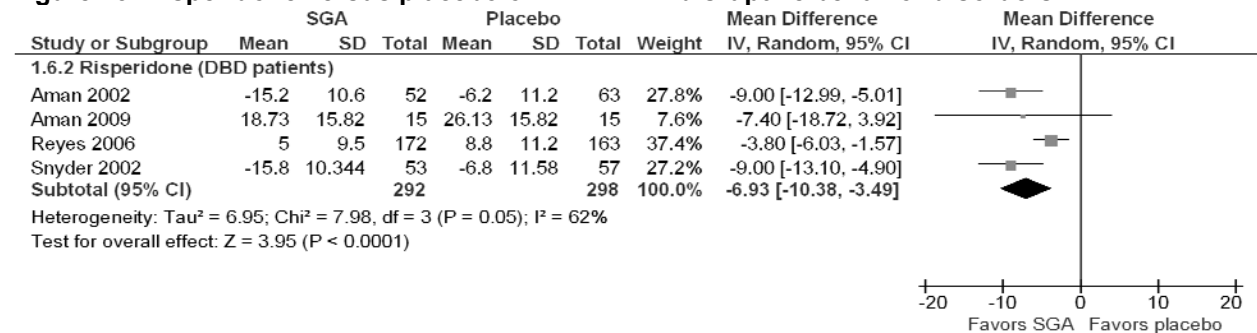 SGA Placebo Mean Difference Mean Difference
Study or Subgroup Mean SD Total Mean SD Total Weight IV, Random, 95% CI IV, Random, 95% CI
1.6.2 Risperidone (DBD patients)
Aman 2002 -15.2 10.6 52 -6.2 11.2 63 27.8% -9.00 [-12.99, -5.01]
Aman 2009 18.73 15.82 15 26.13 15.82 15 7.6% -7.40 [-18.72, 3.92]
Reyes 2006 5 9.5 172 8.8 11.2 163 37.4% -3.80 [-6.03, -1.57]
Snyder 2002 -15.8 10.344 53 -6.8 11.58 57 27.2% -9.00 [-13.10, -4.90]
Subtotal (95% CI) 292 298 100.0% -6.93 [-10.38, -3.49]
Heterogeneity: Tau² = 6.95; Chi² = 7.98, df = 3 (P = 0.05); I² = 62%
Test for overall effect: Z = 3.95 (P < 0.0001)
-20 -10 0 10 20
Favors SGA Favors placebo